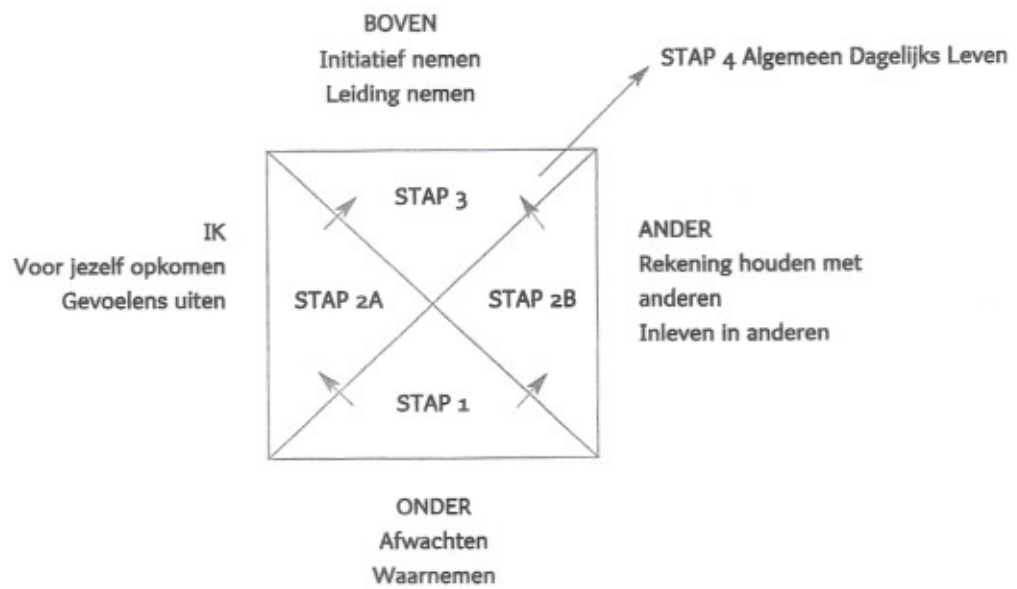 BOVEN
Initiatief nemen
Leiding nemen
STAP 4 Algemeen Dagelijks Leven
STAP 3
IK
Voor jezelf opkomen
Gevoelens uiten
STAP 2A
STAP 2B
ANDER
Rekening houden met
anderen
Inleven in anderen
STAP 1
ONDER
Afwachten
Waarnemen